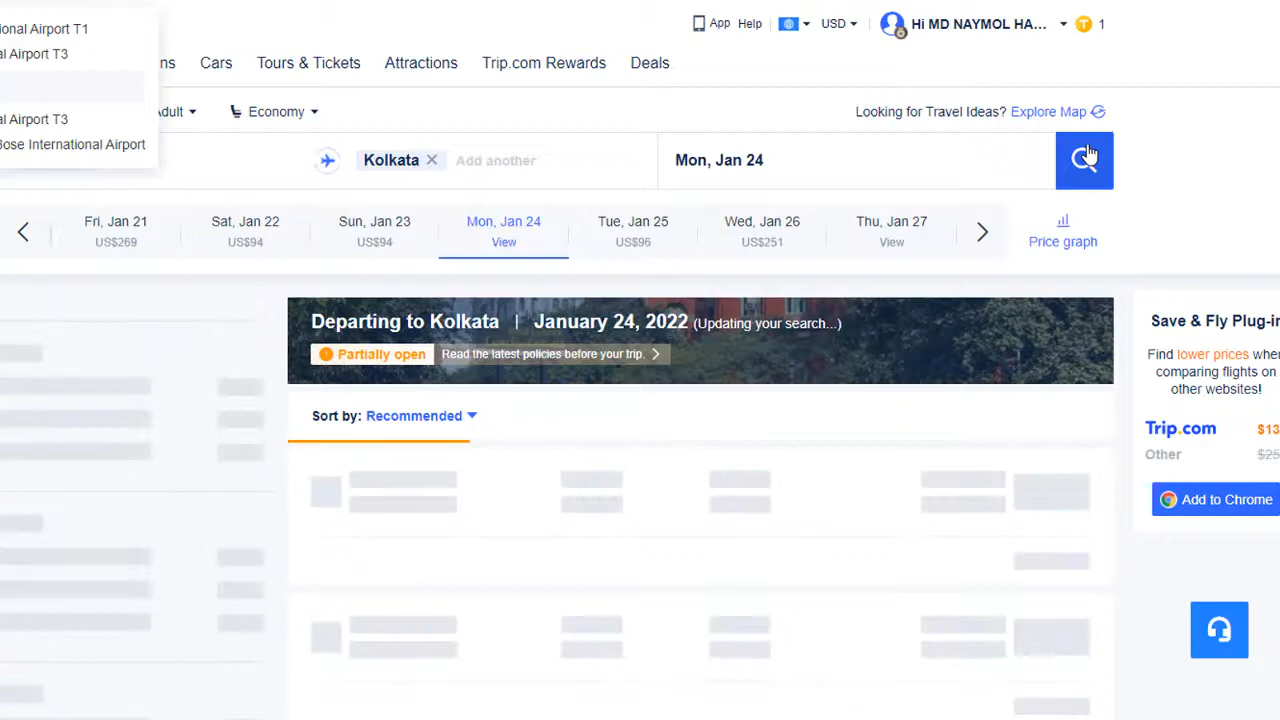 ional Airport T1
al Airport T3
al Airport T3
Bose International Airport
App Help USD Hi MD NAYMOL HA... T 1
ns Cars Tours & Tickets Attractions Trip.com Rewards Deals
dult Economy Looking for Travel Ideas? Explore Map
Kolkata Add another Mon, Jan 24
Fri, Jan 21 Sat, Jan 22 Sun, Jan 23 Mon, Jan 24 Tue, Jan 25 Wed, Jan 26 Thu, Jan 27
US$269 US$94 US$94 View US$96 US$251 View Price graph
Departing to Kolkata | January 24, 2022 (Updating your search...)
Partially open Read the latest policies before your trip.
Sort by: Recommended
Save & Fly Plug-in
Find lower prices when
comparing flights on
other websites!
Trip.com $13
Other $25
Add to Chrome